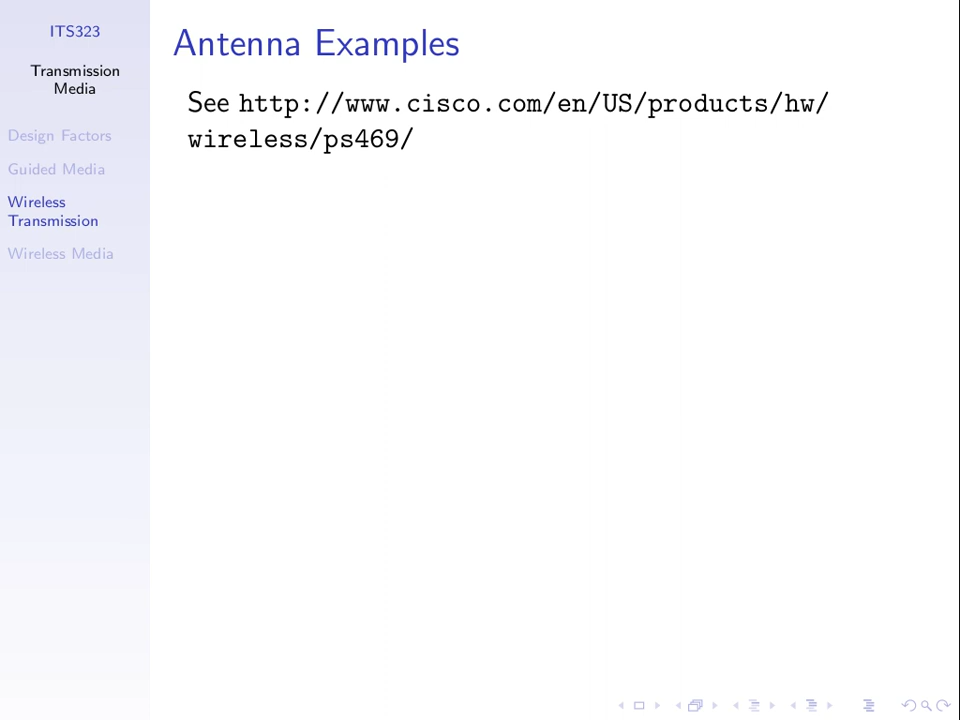 ITS323
Transmission
Media
Design Factors
Guided Media
Wireless
Transmission
Wireless Media
Antenna Examples
See http://www.cisco.com/en/US/products/hw/
wireless/ps469/